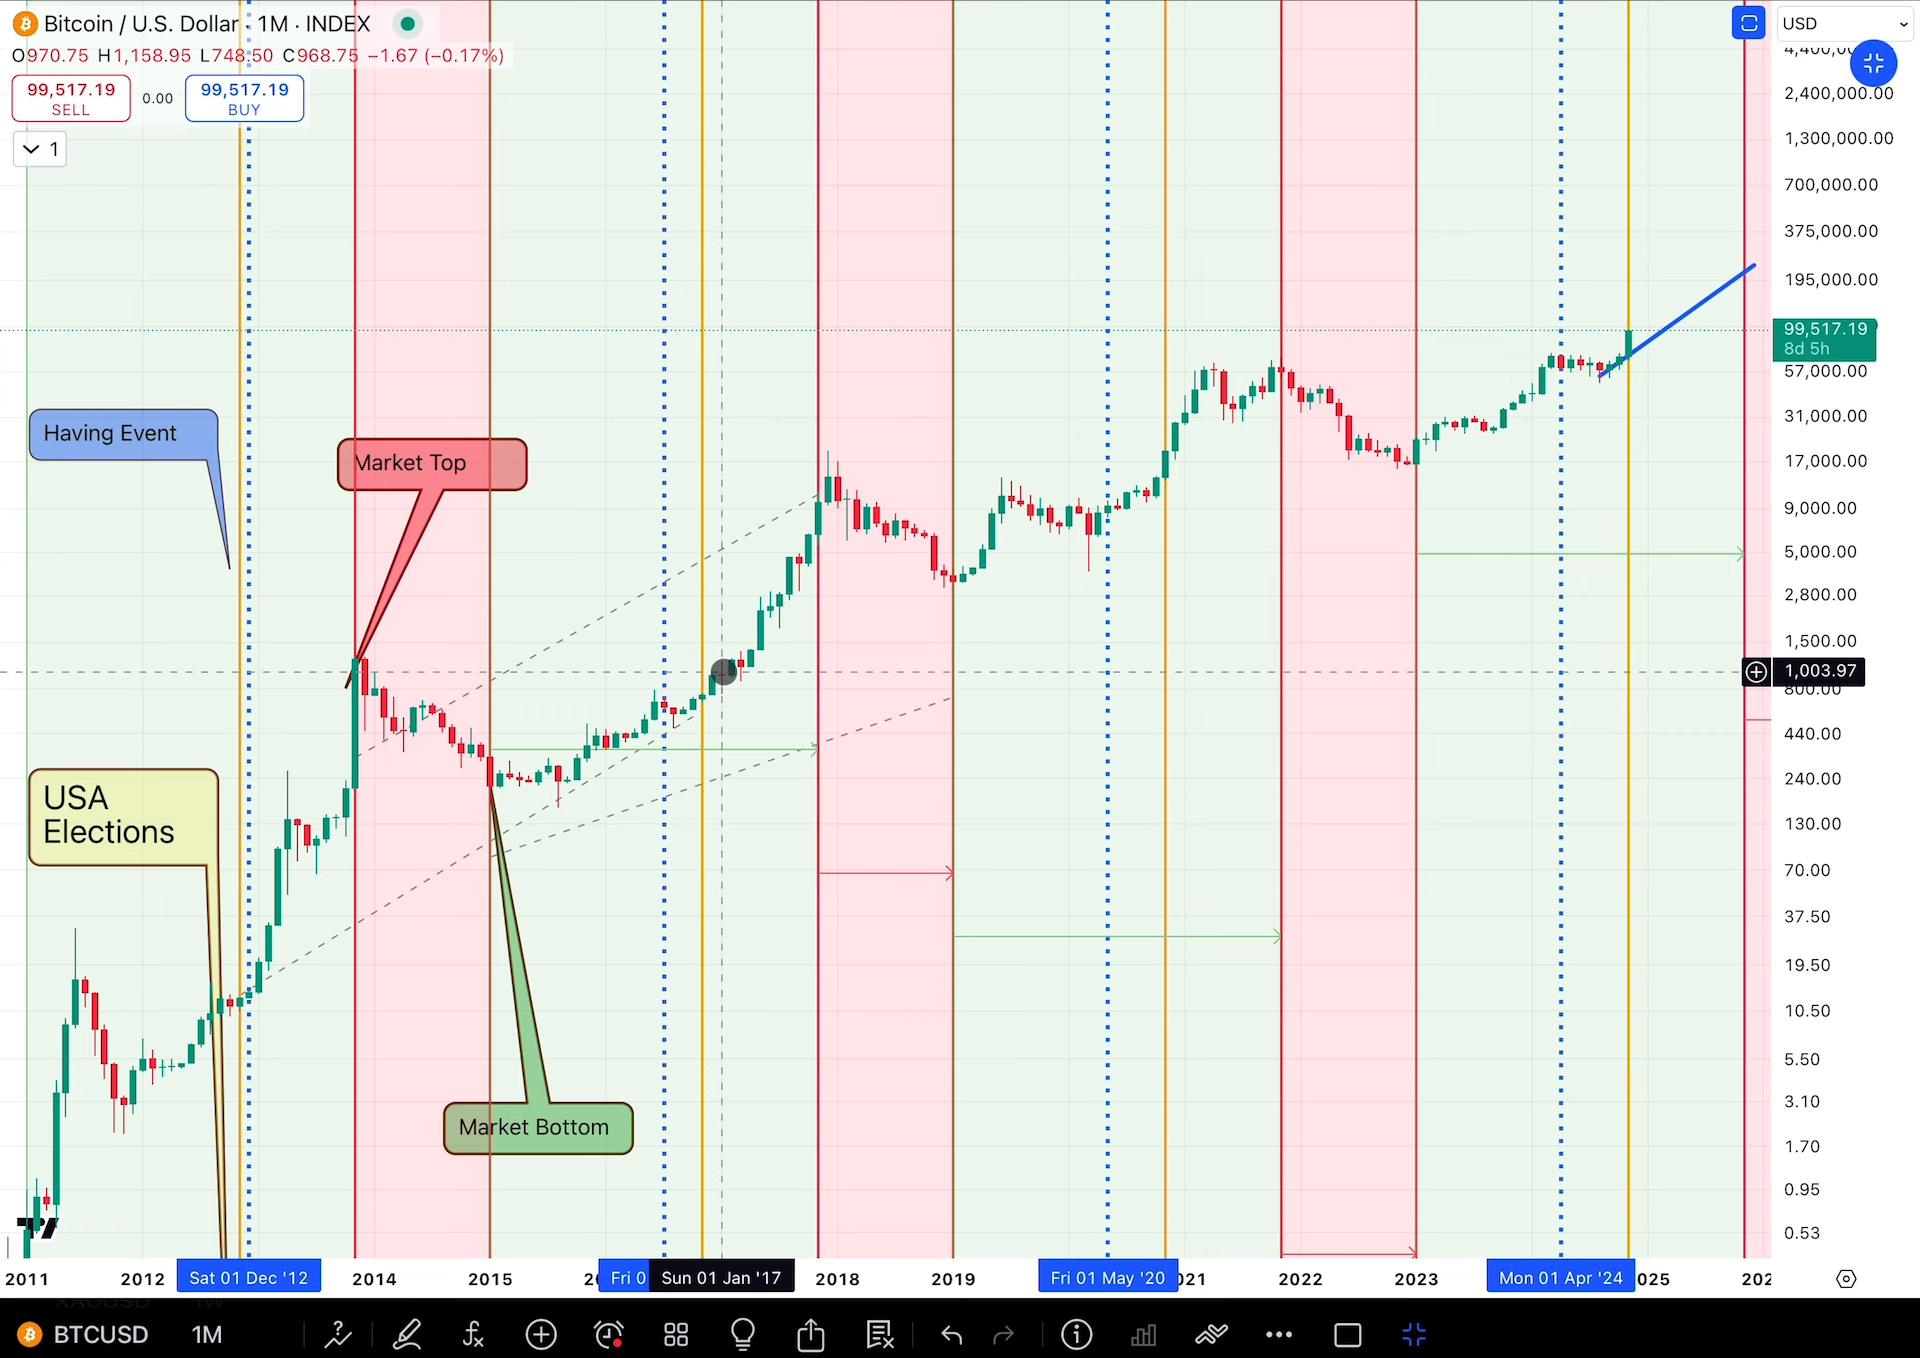 Bitcoin / U.S. Dollar · 1M · INDEX
O970.75 H1,158.95 L748.50 C968.75 −1.67 (−0.17%)
99,517.19
SELL
0.00
99,517.19
BUY
1
USD
2,400,000.00
1,300,000.00
700,000.00
375,000.00
195,000.00
99,517.19
8d 5h
57,000.00
31,000.00
17,000.00
9,000.00
5,000.00
2,800.00
1,500.00
1,003.97
800.00
440.00
240.00
130.00
70.00
37.50
19.50
10.50
5.50
3.10
1.70
0.95
0.53
Having Event
Market Top
USA
Elections
Market Bottom
2011 2012 Sat 01 Dec '12 2014 2015 Fri 0 Sun 01 Jan '17 2018 2019 Fri 01 May '20 021 2022 2023 Mon 01 Apr '24 025 202
BTCUSD 1M